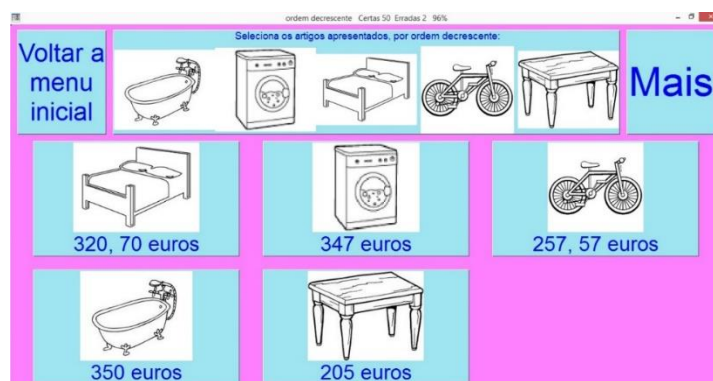 ordem decrescente Certas 50 Erradas 2 96%
Voltar a
menu
inicial
Seleciona os artigos apresentados, por ordem decrescente:
Mais
320, 70 euros
347 euros
257, 57 euros
350 euros
205 euros